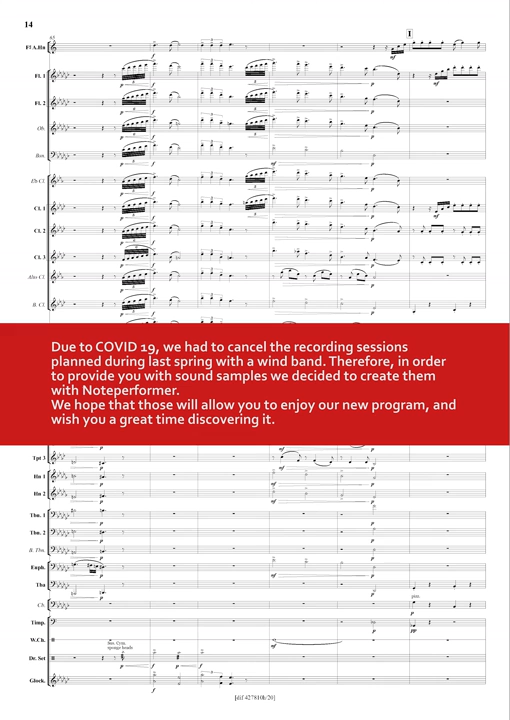 14
65
1
Fl A.Hn
Fl. 1
Fl. 2
Ob.
Bsn.
Eb Cl.
Cl. 1
Cl. 2
Cl. 3
Alto Cl.
B. Cl.
Due to COVID 19, we had to cancel the recording sessions
planned during last spring with a wind band. Therefore, in order
to provide you with sound samples we decided to create them
with Noteperformer.
We hope that those will allow you to enjoy our new program, and
wish you a great time discovering it.
Tpt 3
Hn 1
Hn 2
Tbn. 1
Tbn. 2
B. Tbn.
Euph.
Tba
Cb.
pizz.
Timp.
W.Ch.
Sus. Cym.
sponge heads
Dr. Set
Glock.
[dif 427810h/20]